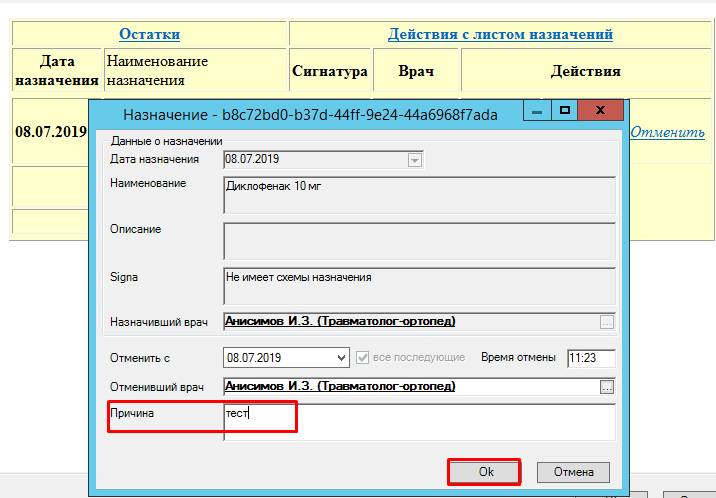 Остатки
Действия с листом назначений
Дата назначения
Наименование назначения
Сигнатура
Врач
Действия
08.07.2019
Отменить
Назначение - b8c72bd0-b37d-44ff-9e24-44a6968f7ada
Данные о назначении
Дата назначения 08.07.2019
Наименование Диклофенак 10 мг
Описание
Signa Не имеет схемы назначения
Назначивший врач Анисимов И.З. (Травматолог-ортопед) ...
Отменить с 08.07.2019 все последующие Время отмены 11:23
Отменивший врач Анисимов И.З. (Травматолог-ортопед) ...
Причина тест
Ok Отмена